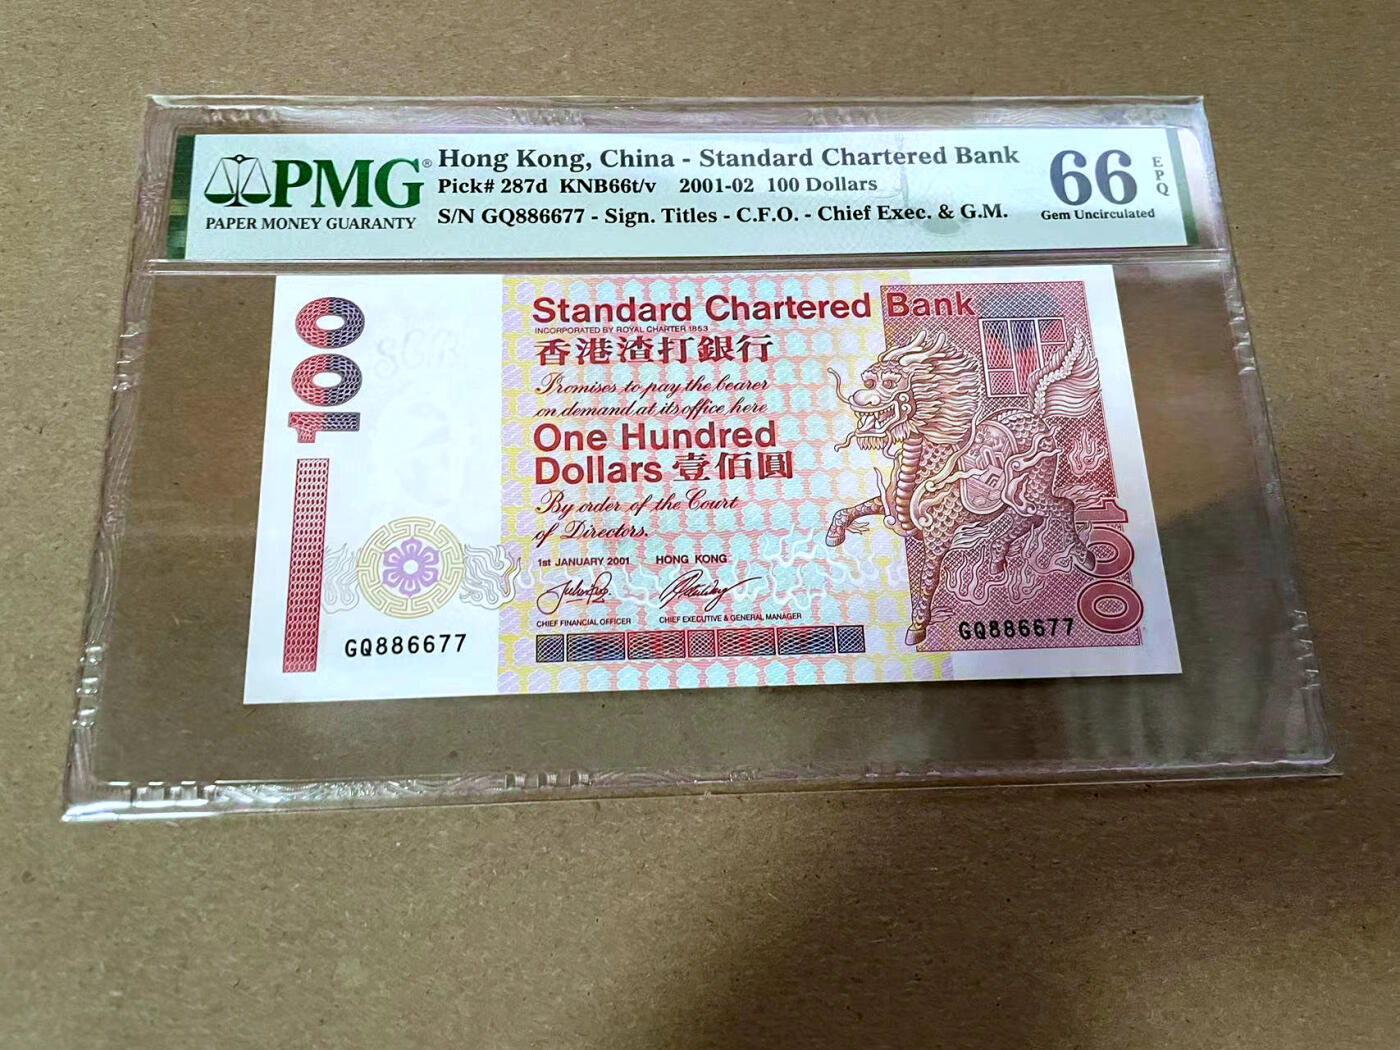 PMG®
PAPER MONEY GUARANTY
Hong Kong, China - Standard Chartered Bank
Pick# 287d KNB66t/v 2001-02 100 Dollars
S/N GQ886677 - Sign. Titles - C.F.O. - Chief Exec. & G.M.
66
EPQ
Gem Uncirculated
100
SCB
Standard Chartered Bank
INCORPORATED BY ROYAL CHARTER 1853
香港渣打銀行
Promises to pay the bearer
on demand at its office here
One Hundred
Dollars 壹佰圓
By order of the Court
of Directors.
1st JANUARY 2001 HONG KONG
CHIEF FINANCIAL OFFICER CHIEF EXECUTIVE & GENERAL MANAGER
GQ886677
GQ886677
100